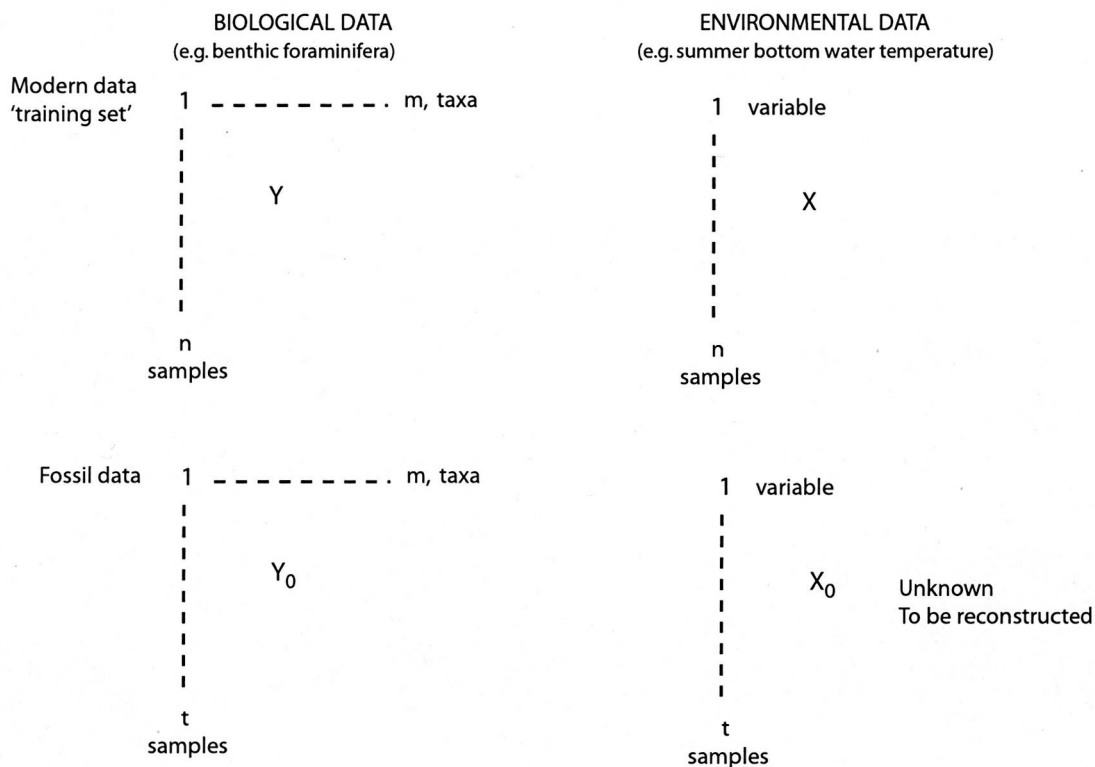 BIOLOGICAL DATA
(e.g. benthic foraminifera)
ENVIRONMENTAL DATA
(e.g. summer bottom water temperature)
Modern data
'training set'
1
m, taxa
Y
n
samples
1 variable
X
n
samples
Fossil data
1
m, taxa
Y₀
t
samples
1 variable
X₀
Unknown
To be reconstructed
t
samples